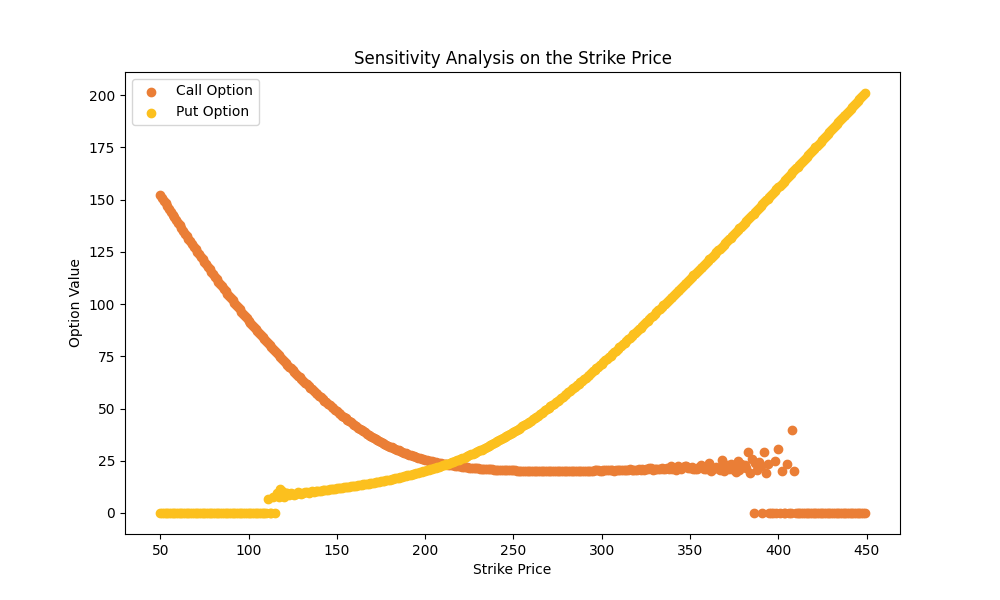 Sensitivity Analysis on the Strike Price
Call Option
Put Option
Option Value
200
175
150
125
100
75
50
25
0
50 100 150 200 250 300 350 400 450
Strike Price